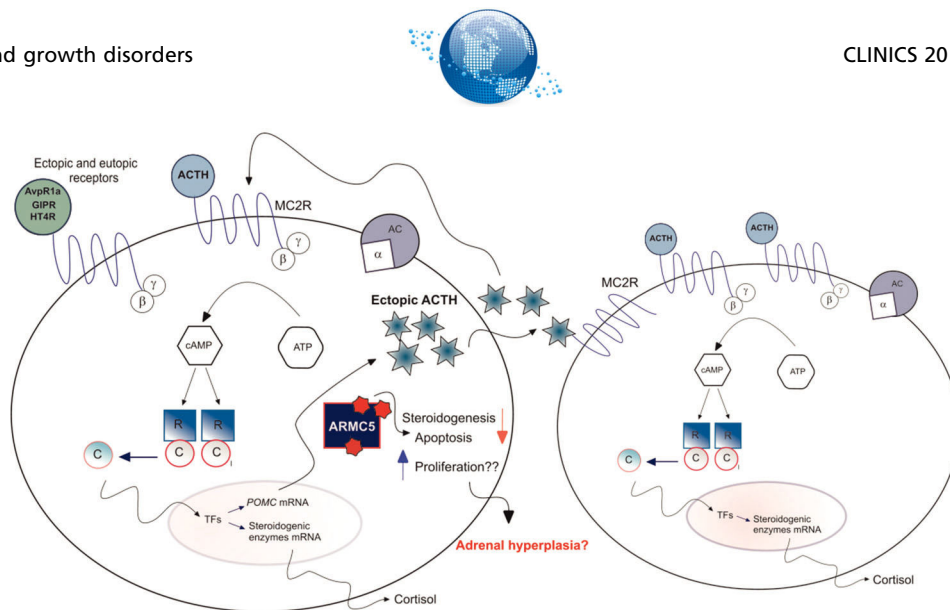 nd growth disorders
CLINICS 20
Ectopic and eutopic
receptors
AvpR1a
GIPR
HT4R
ACTH
MC2R
γ
β
γ
β
AC
α
Ectopic ACTH
cAMP
ATP
R
R
C
C
C
ARMC5
Steroidogenesis
Apoptosis
Proliferation??
POMC mRNA
TFs
Steroidogenic
enzymes mRNA
Adrenal hyperplasia?
Cortisol
MC2R
ACTH
ACTH
γ
β
γ
β
AC
α
cAMP
ATP
R
R
C
C
C
TFs
Steroidogenic
enzymes mRNA
Cortisol